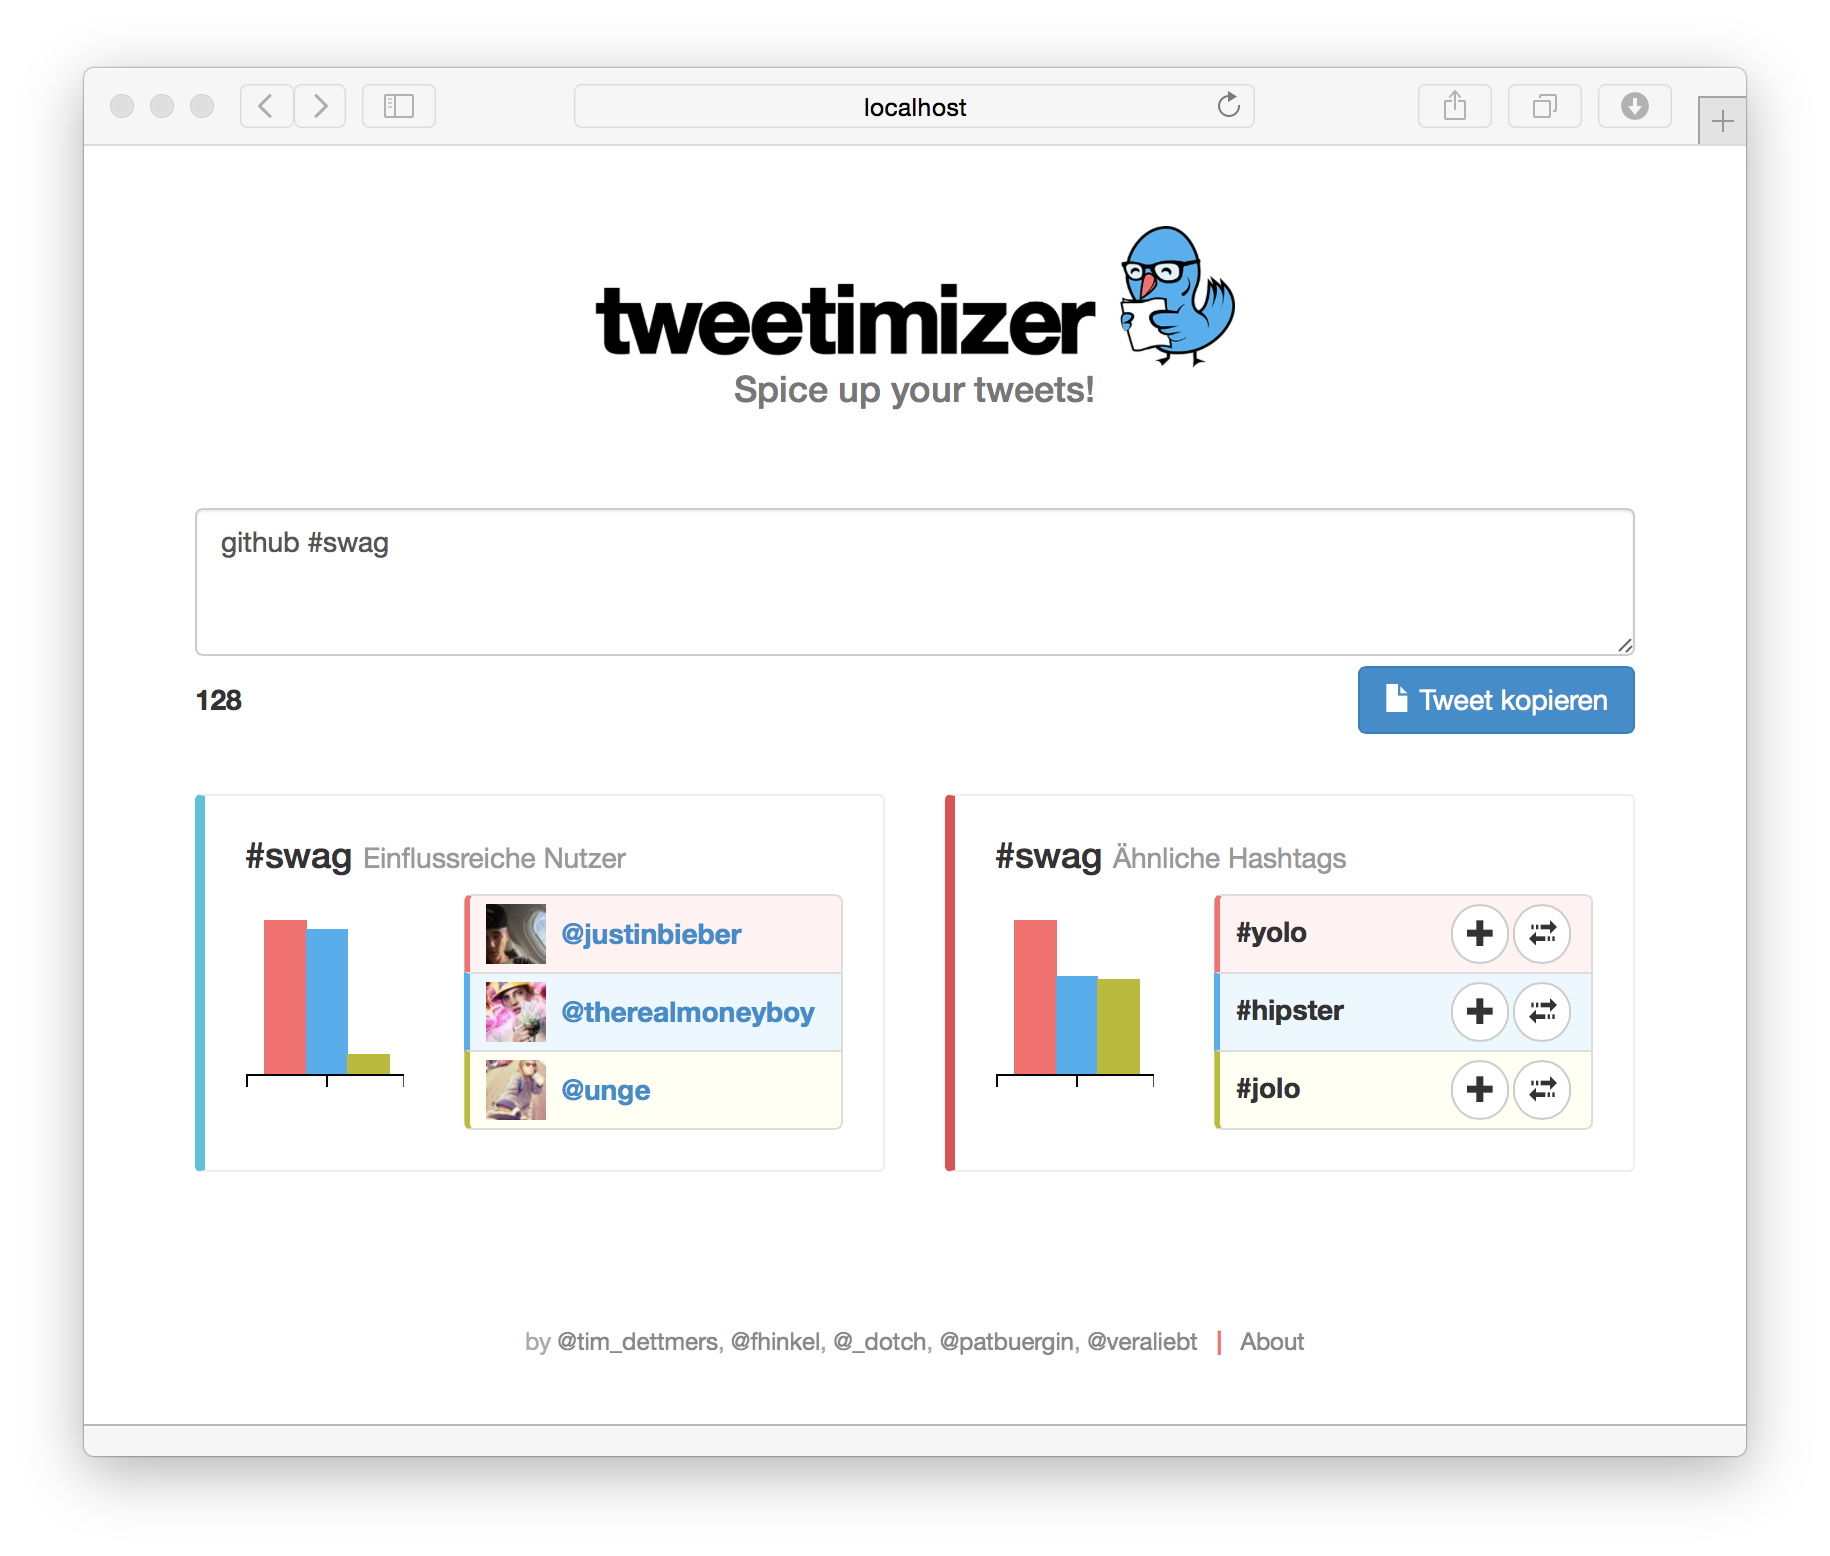 localhost
tweetimizer
Spice up your tweets!
github #swag
128
Tweet kopieren
#swag Einflussreiche Nutzer
@justinbieber
@therealmoneyboy
@unge
#swag Ähnliche Hashtags
#yolo
#hipster
#jolo
by @tim_dettmers, @fhinkel, @_dotch, @patbuergin, @veraliebt | About